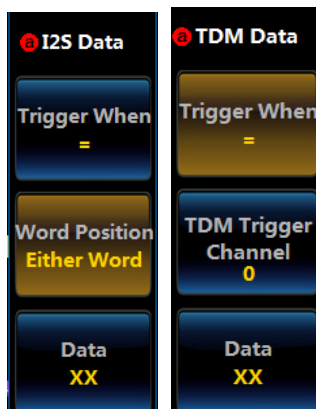 a I2S Data
Trigger When
=
Word Position
Either Word
Data
XX
a TDM Data
Trigger When
=
TDM Trigger
Channel
0
Data
XX